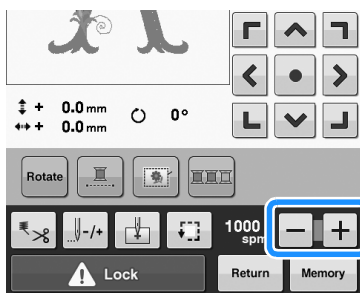 + 0.0 mm
+ 0.0 mm
0°
Rotate
-/+
1000
spm
- +
Lock
Return
Memory